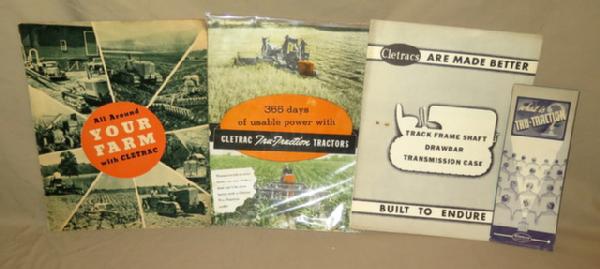 All Around
YOUR
FARM
with CLETRAC
365 days
of usable power with
CLETRAC Tru-Traction TRACTORS
Cletracs ARE MADE BETTER
TRACK FRAME SHAFT
DRAWBAR
TRANSMISSION CASE
BUILT TO ENDURE
What is
TRU-TRACTION
?